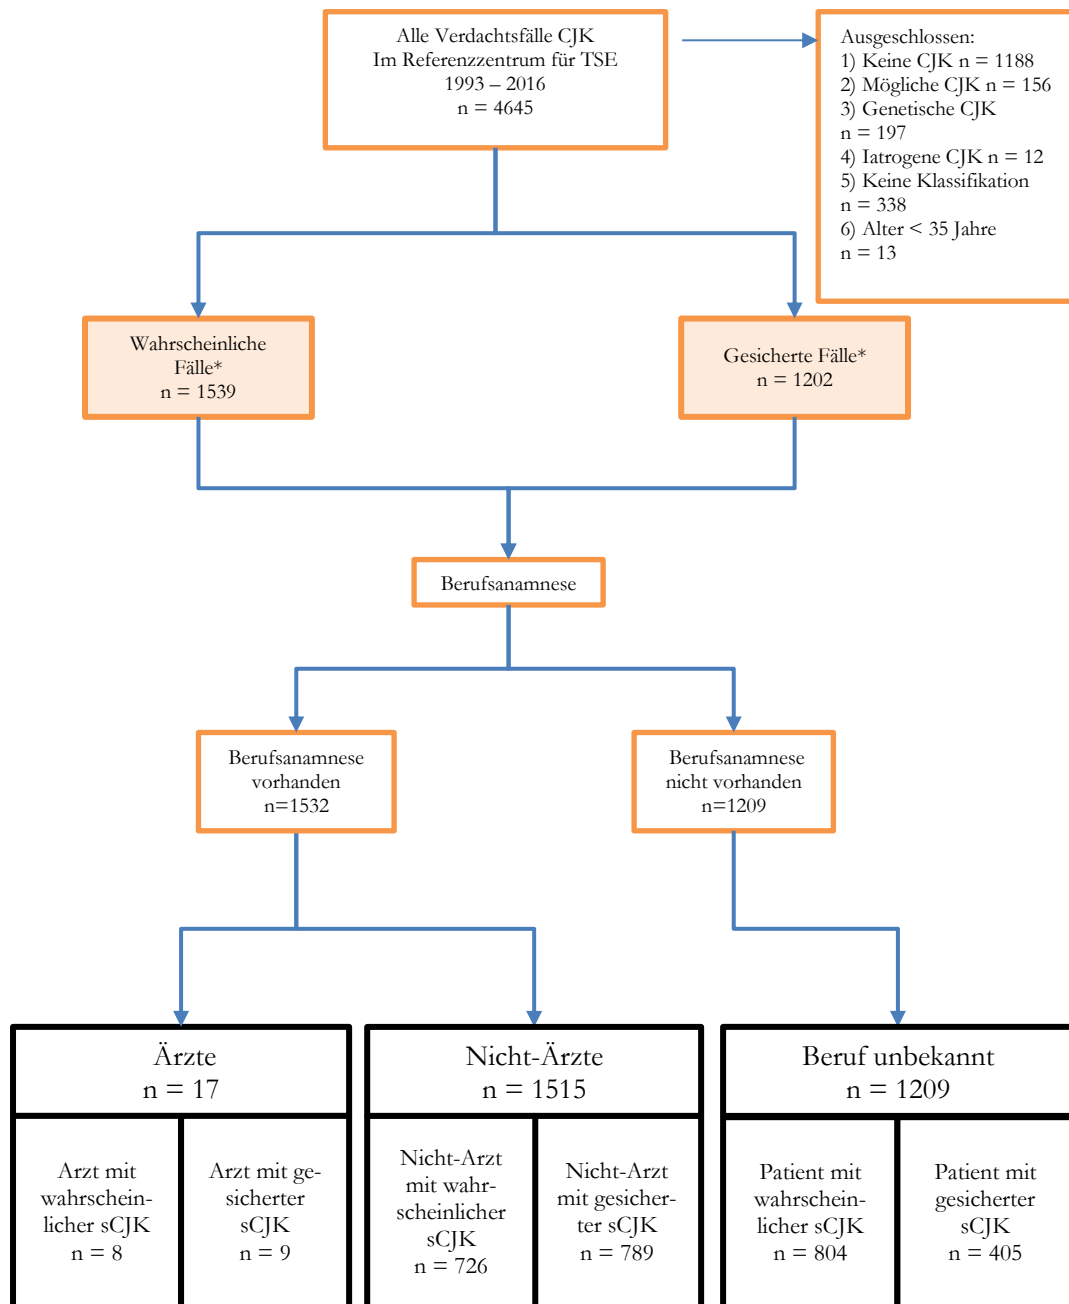 Alle Verdachtsfälle CJK
Im Referenzzentrum für TSE
1993 – 2016
n = 4645
Ausgeschlossen:
1) Keine CJK n = 1188
2) Mögliche CJK n = 156
3) Genetische CJK
n = 197
4) Iatrogene CJK n = 12
5) Keine Klassifikation
n = 338
6) Alter < 35 Jahre
n = 13
Wahrscheinliche
Fälle*
n = 1539
Gesicherte Fälle*
n = 1202
Berufsanamnese
Berufsanamnese
vorhanden
n=1532
Berufsanamnese
nicht vorhanden
n=1209
Ärzte
n = 17
Nicht-Ärzte
n = 1515
Beruf unbekannt
n = 1209
Arzt mit
wahrschein-
licher sCJK
n = 8
Arzt mit ge-
sicherter
sCJK
n = 9
Nicht-Arzt
mit wahr-
scheinlicher
sCJK
n = 726
Nicht-Arzt
mit gesicher-
ter sCJK
n = 789
Patient mit
wahrschein-
licher sCJK
n = 804
Patient mit
gesicherter
sCJK
n = 405